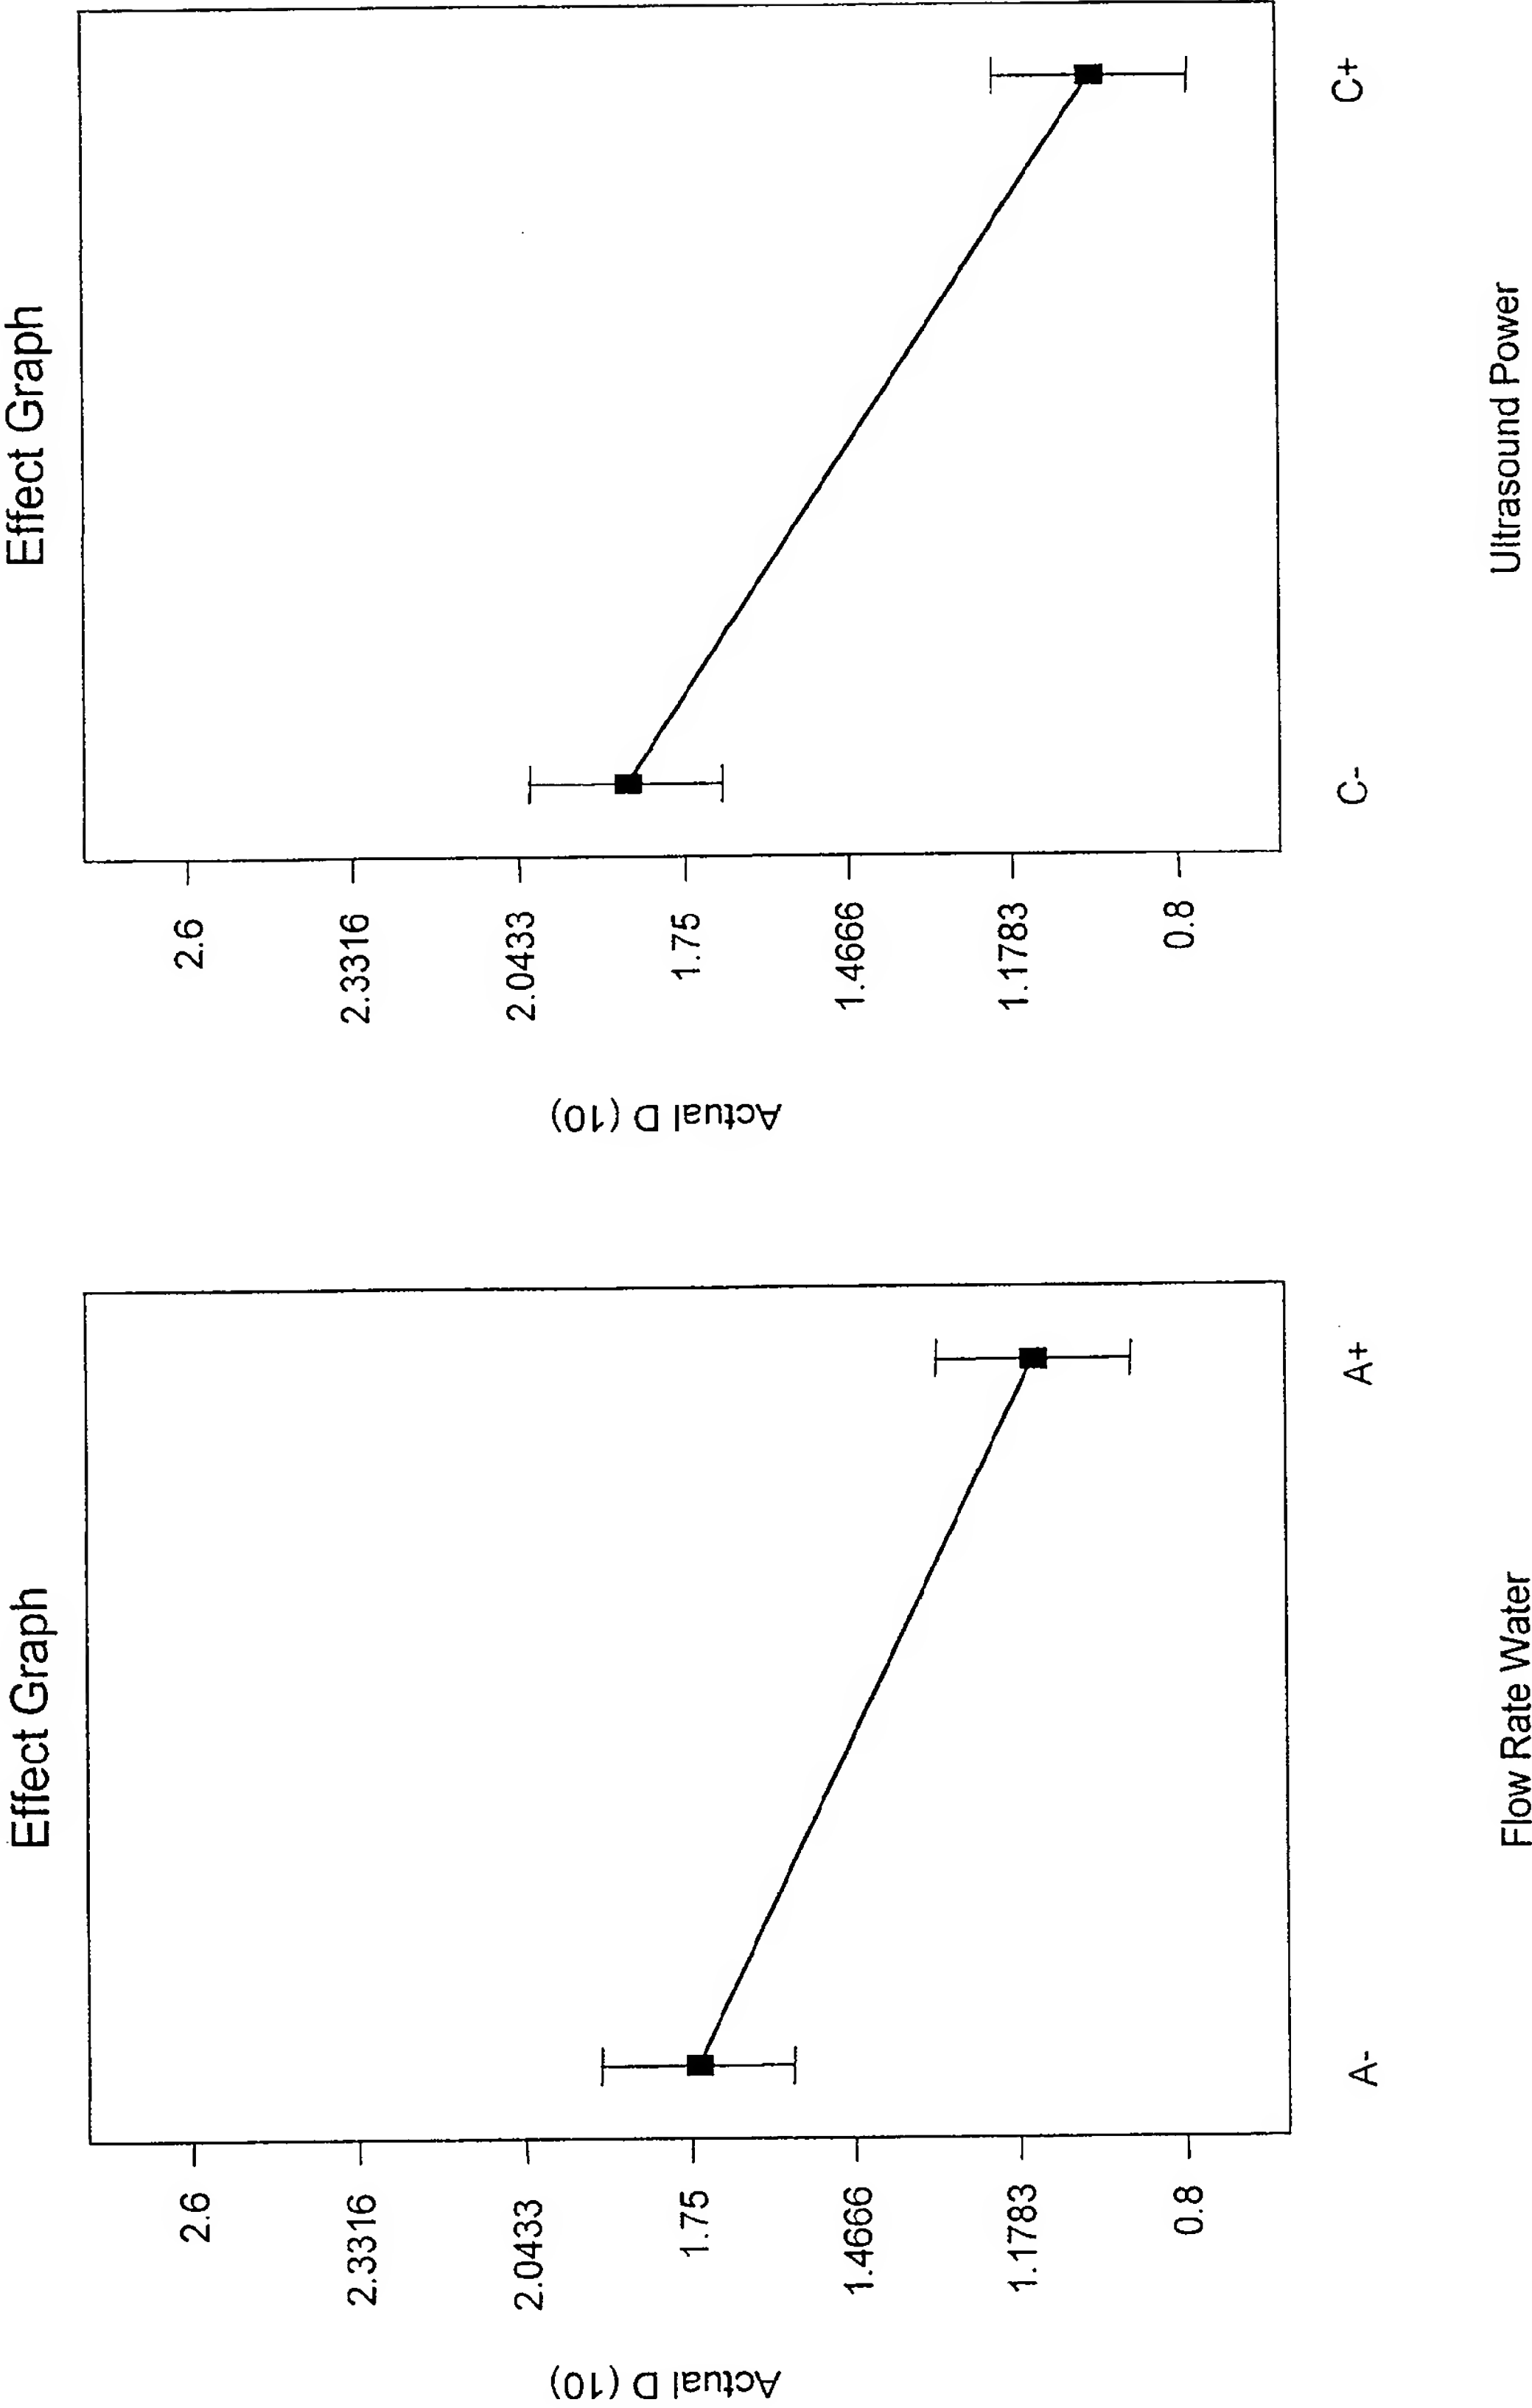 Effect Graph
Actual D (10)
2.6
2.3316
2.0433
1.75
1.4666
1.1783
0.8
A-
A+
Flow Rate Water
Effect Graph
Actual D (10)
2.6
2.3316
2.0433
1.75
1.4666
1.1783
0.8
C-
C+
Ultrasound Power